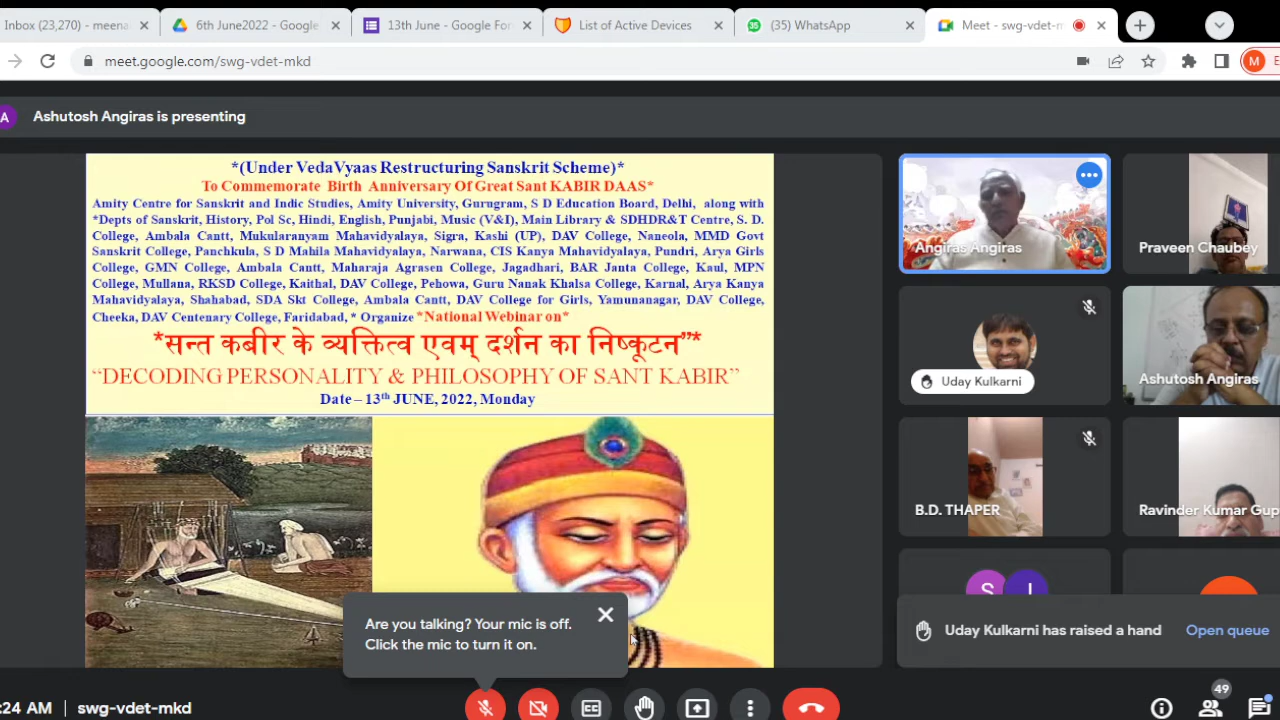 Inbox (23,270) - meena
6th June2022 - Google
13th June - Google For
List of Active Devices
(35) WhatsApp
Meet - swg-vdet-m
meet.google.com/swg-vdet-mkd
M
A
Ashutosh Angiras is presenting
*(Under VedaVyaas Restructuring Sanskrit Scheme)*
To Commemorate Birth Anniversary Of Great Sant KABIR DAAS*
Amity Centre for Sanskrit and Indic Studies, Amity University, Gurugram, S D Education Board, Delhi, along with
*Depts of Sanskrit, History, Pol Sc, Hindi, English, Punjabi, Music (V&I), Main Library & SDHDR&T Centre, S. D.
College, Ambala Cantt, Mukularanyam Mahavidyalaya, Sigra, Kashi (UP), DAV College, Naneola, MMD Govt
Sanskrit College, Panchkula, S D Mahila Mahavidyalaya, Narwana, CIS Kanya Mahavidyalaya, Pundri, Arya Girls
College, GMN College, Ambala Cantt, Maharaja Agrasen College, Jagadhari, BAR Janta College, Kaul, MPN
College, Mullana, RKSD College, Kaithal, DAV College, Pehowa, Guru Nanak Khalsa College, Karnal, Arya Kanya
Mahavidyalaya, Shahabad, SDA Skt College, Ambala Cantt, DAV College for Girls, Yamunanagar, DAV College,
Cheeka, DAV Centenary College, Faridabad, * Organize *National Webinar on*
*सन्त कबीर के व्यक्तित्व एवम् दर्शन का निष्कूटन”*
“DECODING PERSONALITY & PHILOSOPHY OF SANT KABIR”
Date – 13th JUNE, 2022, Monday
Angiras Angiras
Praveen Chaubey
Uday Kulkarni
Ashutosh Angiras
B.D. THAPER
Ravinder Kumar Gup
S
J
Are you talking? Your mic is off.
Click the mic to turn it on.
Uday Kulkarni has raised a hand
Open queue
:24 AM
swg-vdet-mkd
CC
49